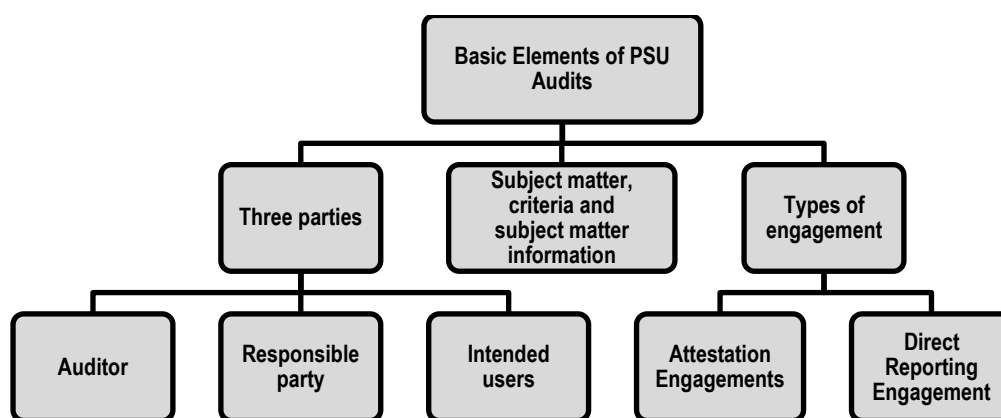 Basic Elements of PSU
Audits
Three parties
Subject matter,
criteria and
subject matter
information
Types of
engagement
Auditor
Responsible
party
Intended
users
Attestation
Engagements
Direct
Reporting
Engagement